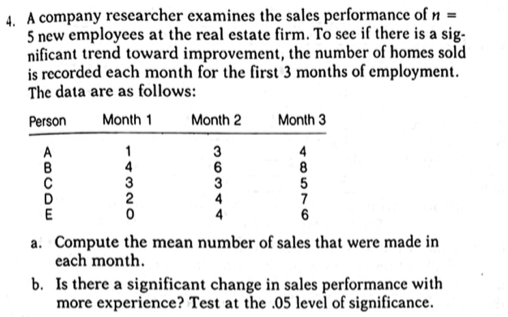 4. A company researcher examines the sales performance of n =
5 new employees at the real estate firm. To see if there is a sig-
nificant trend toward improvement, the number of homes sold
is recorded each month for the first 3 months of employment.
The data are as follows:
Person Month 1 Month 2 Month 3
A 1 3 4
B 4 6 8
C 3 3 5
D 2 4 7
E 0 4 6
a. Compute the mean number of sales that were made in
each month.
b. Is there a significant change in sales performance with
more experience? Test at the .05 level of significance.